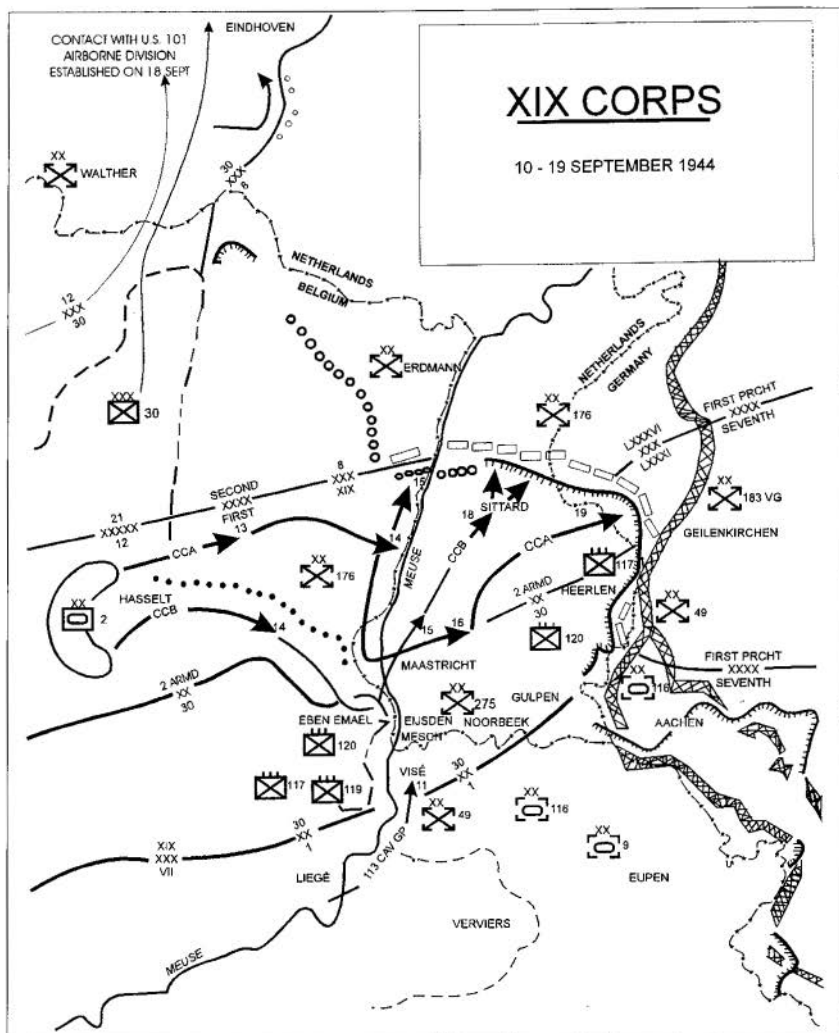 CONTACT WITH U.S. 101
AIRBORNE DIVISION
ESTABLISHED ON 18 SEPT
EINDHOVEN
XIX CORPS
10 - 19 SEPTEMBER 1944
XX
WALTHER
30
XXX
8
NETHERLANDS
BELGIUM
12
XXX
30
XX
ERDMANN
NETHERLANDS
GERMANY
XXX
30
XX
176
LXXXVI
XXX
LXXXI
FIRST PRCHT
XXXX
SEVENTH
8
XXX
XIX
SECOND
XXXX
FIRST
21
XXXXX
12
15
XX
183 VG
SITTARD
GEILENKIRCHEN
13
14
18
19
CCA
CCB
CCA
MEUSE
XX
176
XX
2
HASSELT
CCB
14
117
HEERLEN
2 ARMD
XX
30
XX
49
15
16
120
MAASTRICHT
FIRST PRCHT
XXXX
SEVENTH
2 ARMD
XX
30
XX
275
GULPEN
XX
116
AACHEN
EBEN EMAEL
EIJSDEN
NOORBEEK
MESCH
120
117
119
VISÉ
11
30
XX
1
XX
49
XX
116
XX
9
30
XX
1
XIX
XXX
VII
113 CAV GP
LIEGÉ
EUPEN
VERVIERS
MEUSE